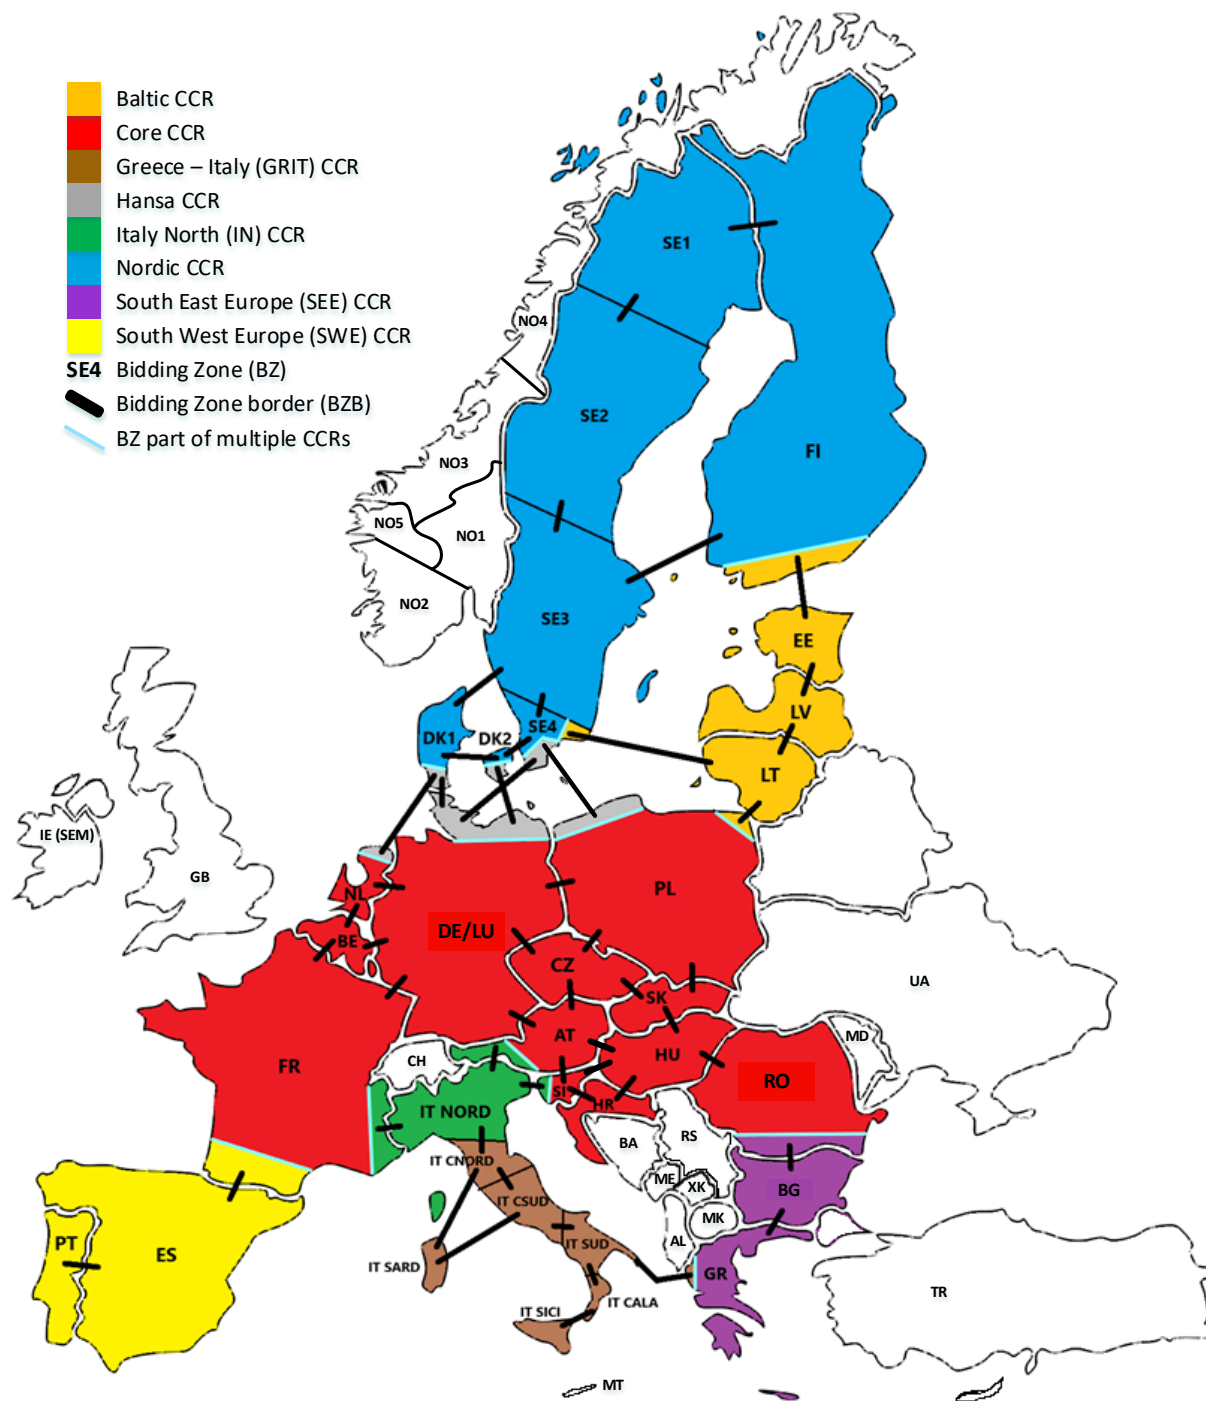 Baltic CCR
Core CCR
Greece – Italy (GRIT) CCR
Hansa CCR
Italy North (IN) CCR
Nordic CCR
South East Europe (SEE) CCR
South West Europe (SWE) CCR
SE4 Bidding Zone (BZ)
Bidding Zone border (BZB)
BZ part of multiple CCRs
SE1
NO4
SE2
FI
NO3
NO5
NO1
NO2
SE3
EE
LV
SE4
DK1
DK2
LT
IE (SEM)
GB
PL
NL
DE/LU
BE
CZ
UA
SK
AT
MD
HU
CH
FR
RO
SI
HR
IT NORD
BA
RS
IT CNORD
ME
XK
BG
IT CSUD
MK
PT
ES
AL
IT SUD
IT SARD
GR
TR
IT CALA
IT SICI
MT